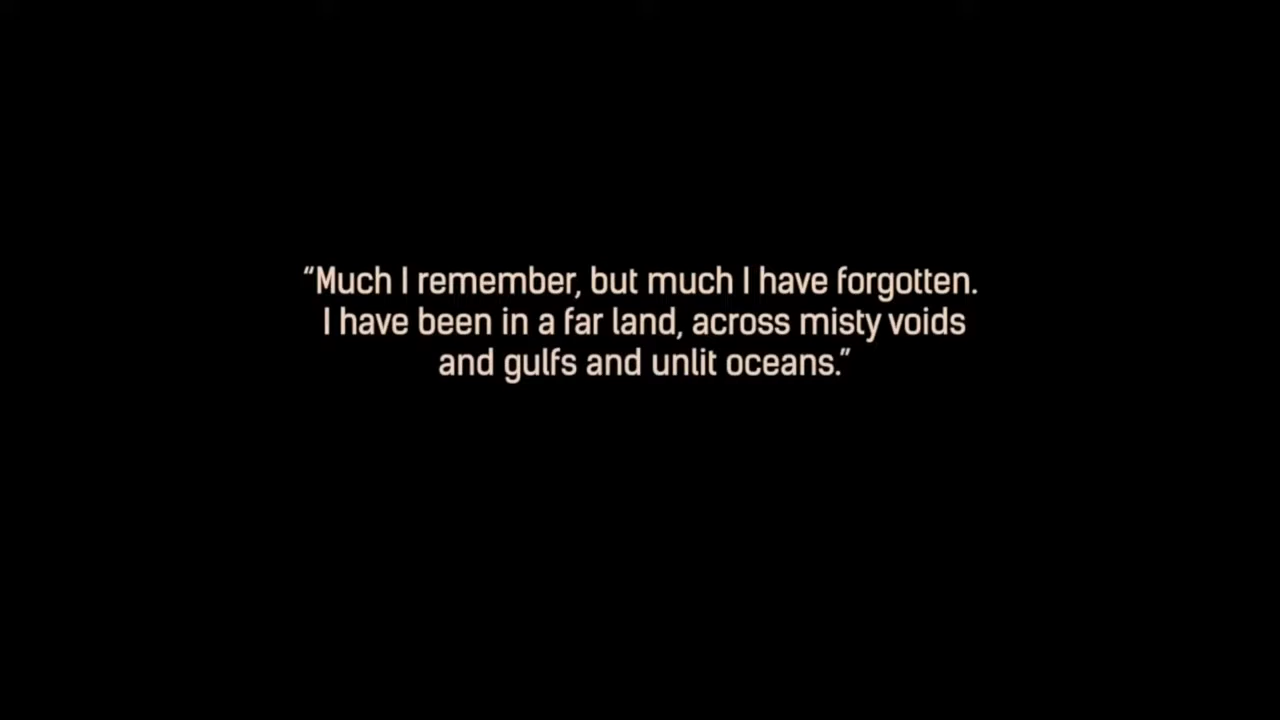 “Much I remember, but much I have forgotten.
I have been in a far land, across misty voids
and gulfs and unlit oceans.”